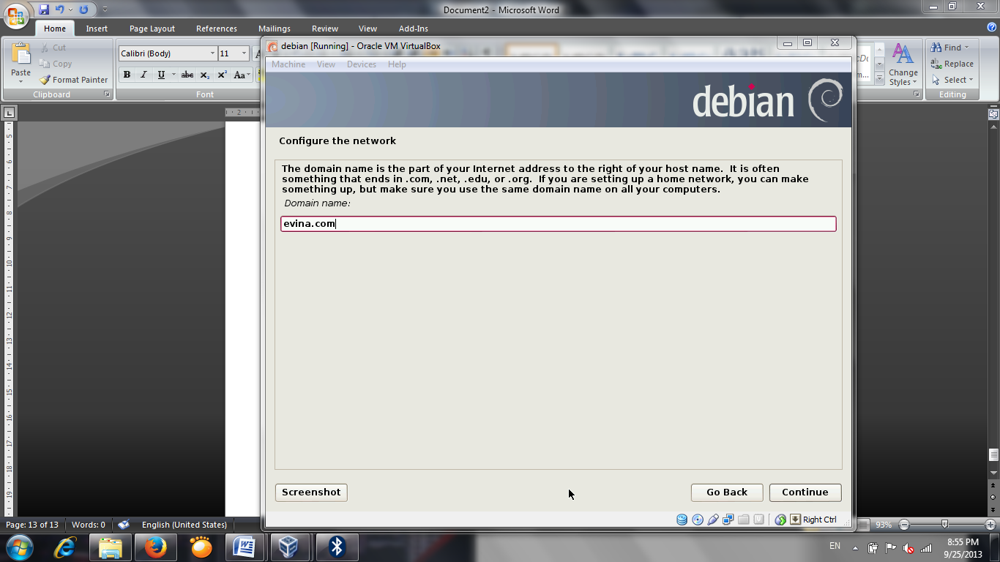 Document2 - Microsoft Word
Home Insert Page Layout References Mailings Review View Add-Ins
Paste
Cut
Copy
Format Painter
Clipboard
Calibri (Body) 11
B I U abc x₂ x² Aa
Font
Change
Styles
Find
Replace
Select
Editing
debian [Running] - Oracle VM VirtualBox
Machine View Devices Help
debian
Configure the network
The domain name is the part of your Internet address to the right of your host name. It is often
something that ends in .com, .net, .edu, or .org. If you are setting up a home network, you can make
something up, but make sure you use the same domain name on all your computers.
Domain name:
evina.com
Screenshot Go Back Continue
Right Ctrl
Page: 13 of 13 Words: 0 English (United States) 93%
EN 8:55 PM
9/25/2013